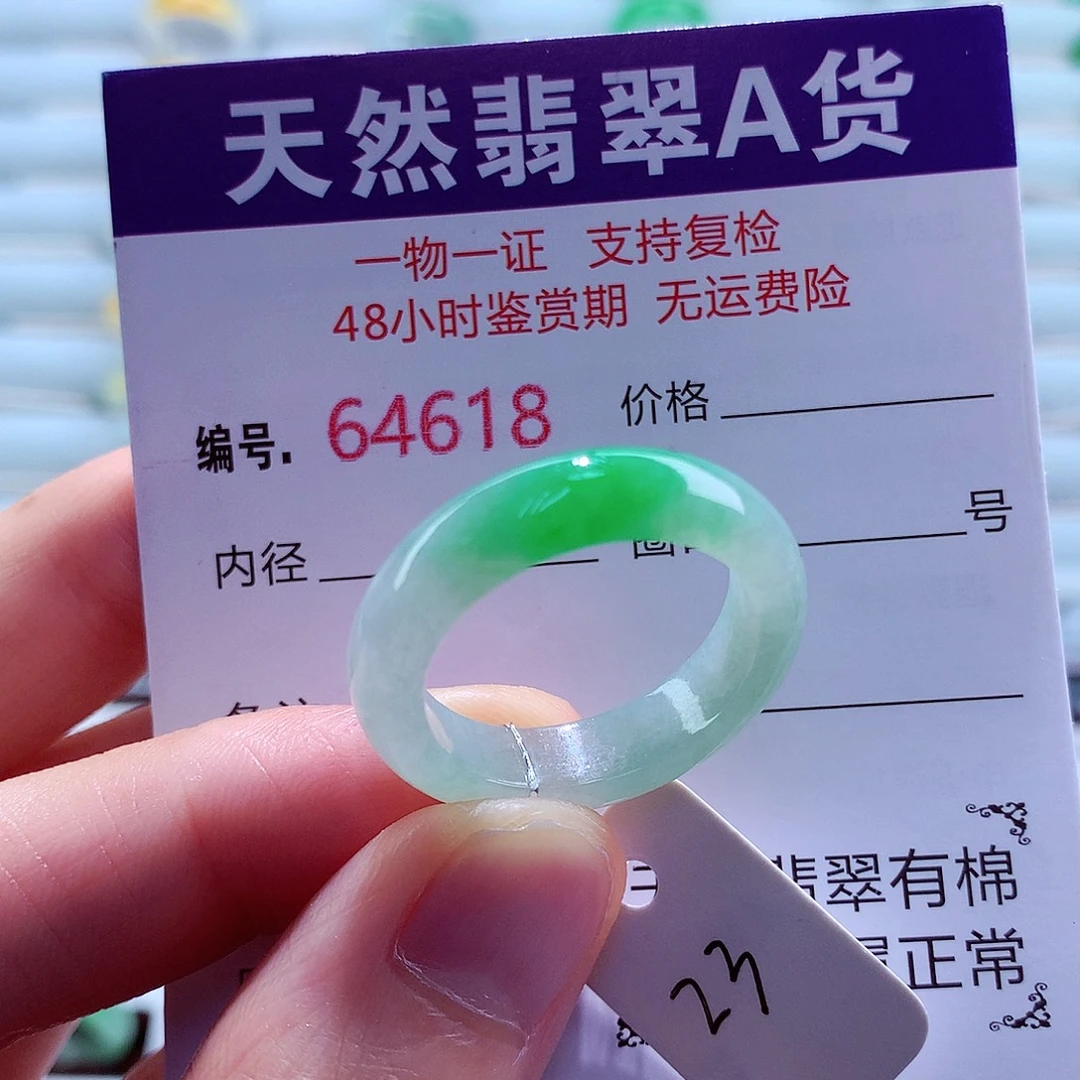 天然翡翠A货
一物一证 支持复检
48小时鉴赏期 无运费险
编号. 64618 价格
内径 号
翡翠有棉
正常
23